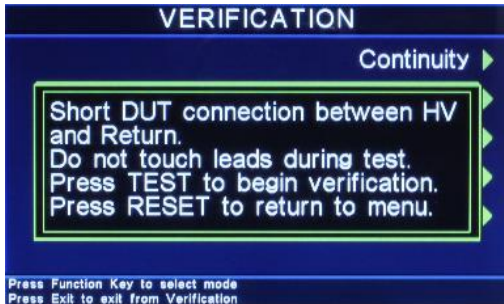 VERIFICATION
Continuity
Short DUT connection between HV
and Return.
Do not touch leads during test.
Press TEST to begin verification.
Press RESET to return to menu.
Press Function Key to select mode
Press Exit to exit from Verification